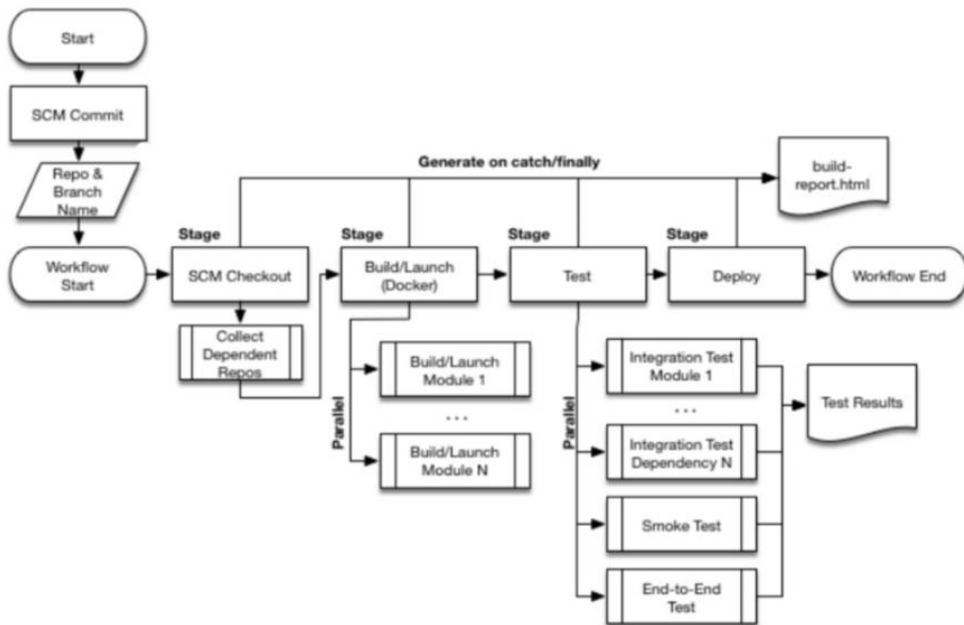 Start
SCM Commit
Repo &
Branch
Name
Workflow
Start
Generate on catch/finally
build-
report.html
Stage
SCM Checkout
Collect
Dependent
Repos
Stage
Build/Launch
(Docker)
Parallel
Build/Launch
Module 1
...
Build/Launch
Module N
Stage
Test
Parallel
Integration Test
Module 1
...
Integration Test
Dependency N
Smoke Test
End-to-End
Test
Test Results
Stage
Deploy
Workflow End